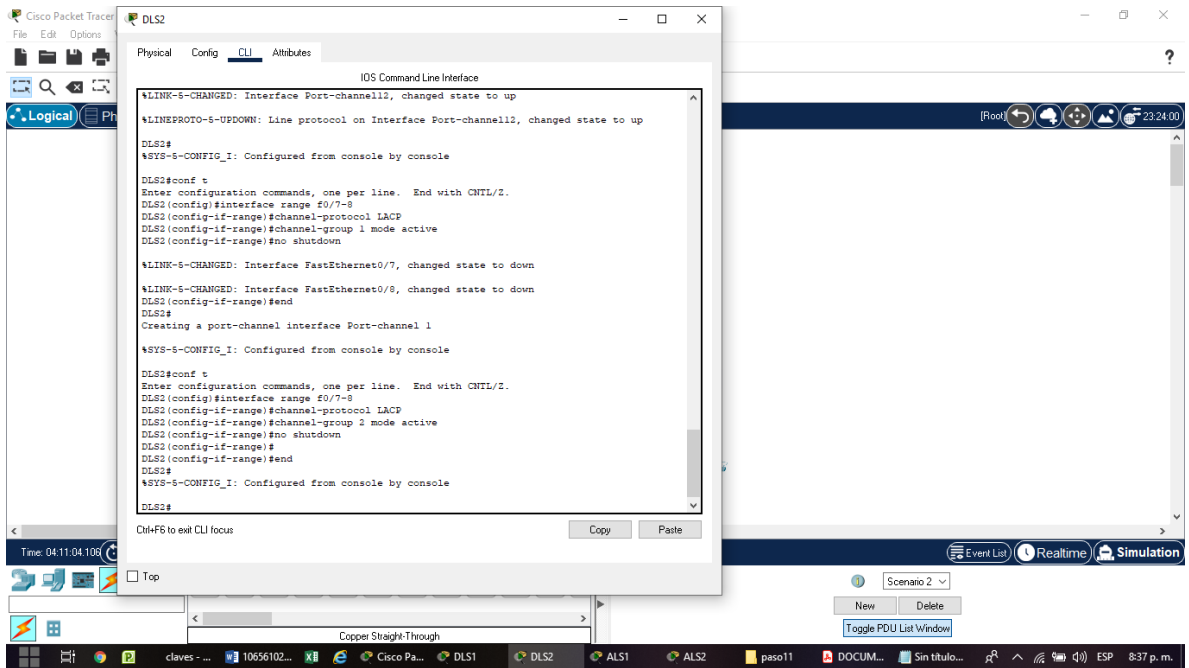 Cisco Packet Tracer
File Edit Options
DLS2
Physical Config CLI Attributes
IOS Command Line Interface
%LINK-5-CHANGED: Interface Port-channel12, changed state to up
%LINEPROTO-5-UPDOWN: Line protocol on Interface Port-channel12, changed state to up
DLS2#
%SYS-5-CONFIG_I: Configured from console by console
DLS2#conf t
Enter configuration commands, one per line. End with CNTL/Z.
DLS2(config)#interface range f0/7-8
DLS2(config-if-range)#channel-protocol LACP
DLS2(config-if-range)#channel-group 1 mode active
DLS2(config-if-range)#no shutdown
%LINK-5-CHANGED: Interface FastEthernet0/7, changed state to down
%LINK-5-CHANGED: Interface FastEthernet0/8, changed state to down
DLS2(config-if-range)#end
DLS2#
Creating a port-channel interface Port-channel 1
%SYS-5-CONFIG_I: Configured from console by console
DLS2#conf t
Enter configuration commands, one per line. End with CNTL/Z.
DLS2(config)#interface range f0/7-8
DLS2(config-if-range)#channel-protocol LACP
DLS2(config-if-range)#channel-group 2 mode active
DLS2(config-if-range)#no shutdown
DLS2(config-if-range)#
DLS2(config-if-range)#end
DLS2#
%SYS-5-CONFIG_I: Configured from console by console
DLS2#
Ctrl+F6 to exit CLI focus
Copy Paste
Top
Logical Ph
[Root] 23:24:00
Time: 04:11:04.106
Event List Realtime Simulation
Scenario 2
New Delete
Toggle PDU List Window
Copper Straight-Through
claves - ... 10656102... Cisco Pa... DLS1 DLS2 ALS1 ALS2 paso11 DOCUM... Sin título... ESP 8:37 p. m.